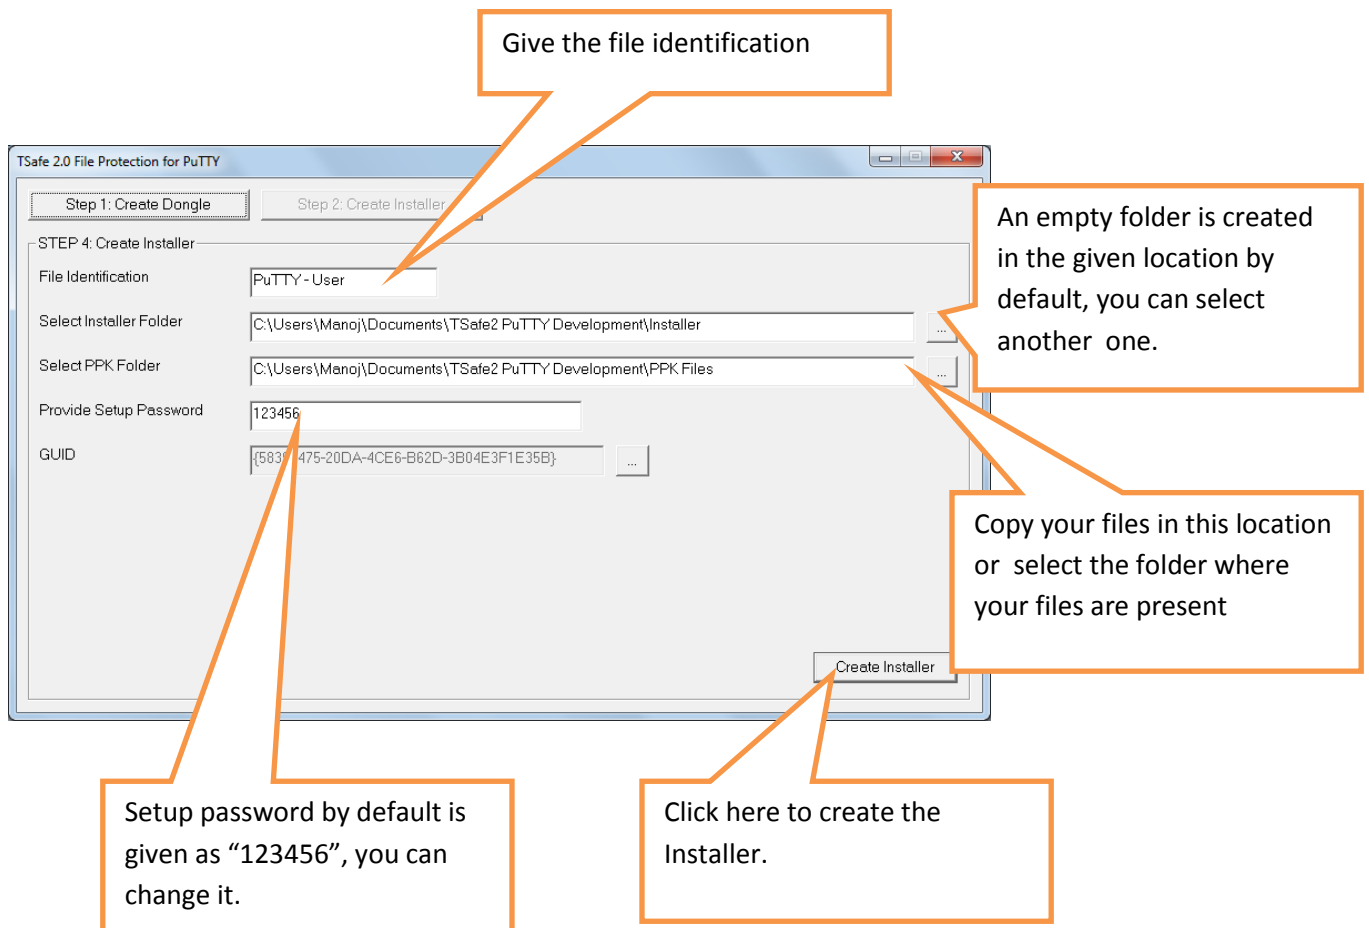 Give the file identification
TSafe 2.0 File Protection for PuTTY
Step 1: Create Dongle
Step 2: Create Installer
STEP 4: Create Installer
File Identification
PuTTY - User
Select Installer Folder
C:\Users\Manoj\Documents\TSafe2 PuTTY Development\Installer
...
Select PPK Folder
C:\Users\Manoj\Documents\TSafe2 PuTTY Development\PPK Files
...
Provide Setup Password
123456
GUID
475-20DA-4CE6-B62D-3B04E3F1E35B}
...
Create Installer
An empty folder is created
in the given location by
default, you can select
another one.
Copy your files in this location
or select the folder where
your files are present
Setup password by default is
given as “123456”, you can
change it.
Click here to create the
Installer.